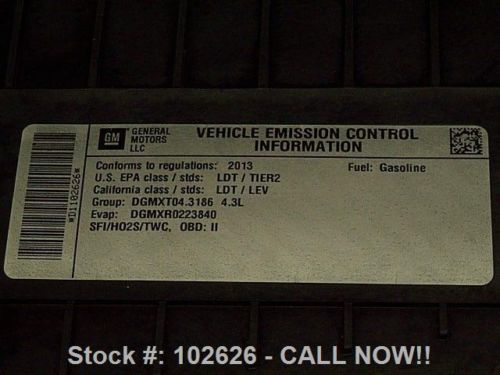 *D1102626*
GM
GENERAL MOTORS LLC
VEHICLE EMISSION CONTROL INFORMATION
Conforms to regulations: 2013 Fuel: Gasoline
U.S. EPA class / stds: LDT / TIER2
California class / stds: LDT / LEV
Group: DGMXT04.3186 4.3L
Evap: DGMXR0223840
SFI/HO2S/TWC, OBD: II
Stock #: 102626 - CALL NOW!!